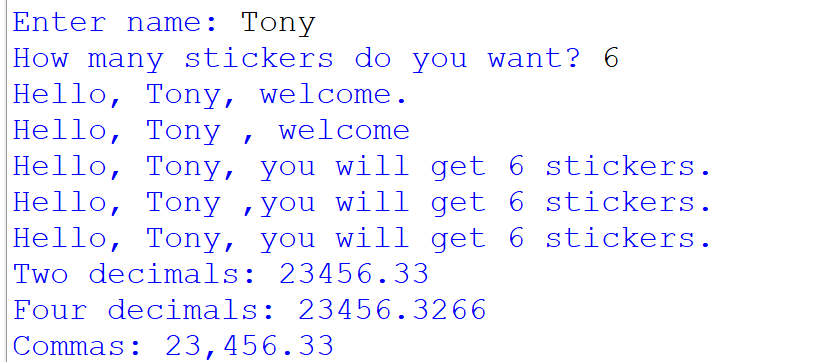 Enter name: Tony
How many stickers do you want? 6
Hello, Tony, welcome.
Hello, Tony , welcome
Hello, Tony, you will get 6 stickers.
Hello, Tony ,you will get 6 stickers.
Hello, Tony, you will get 6 stickers.
Two decimals: 23456.33
Four decimals: 23456.3266
Commas: 23,456.33